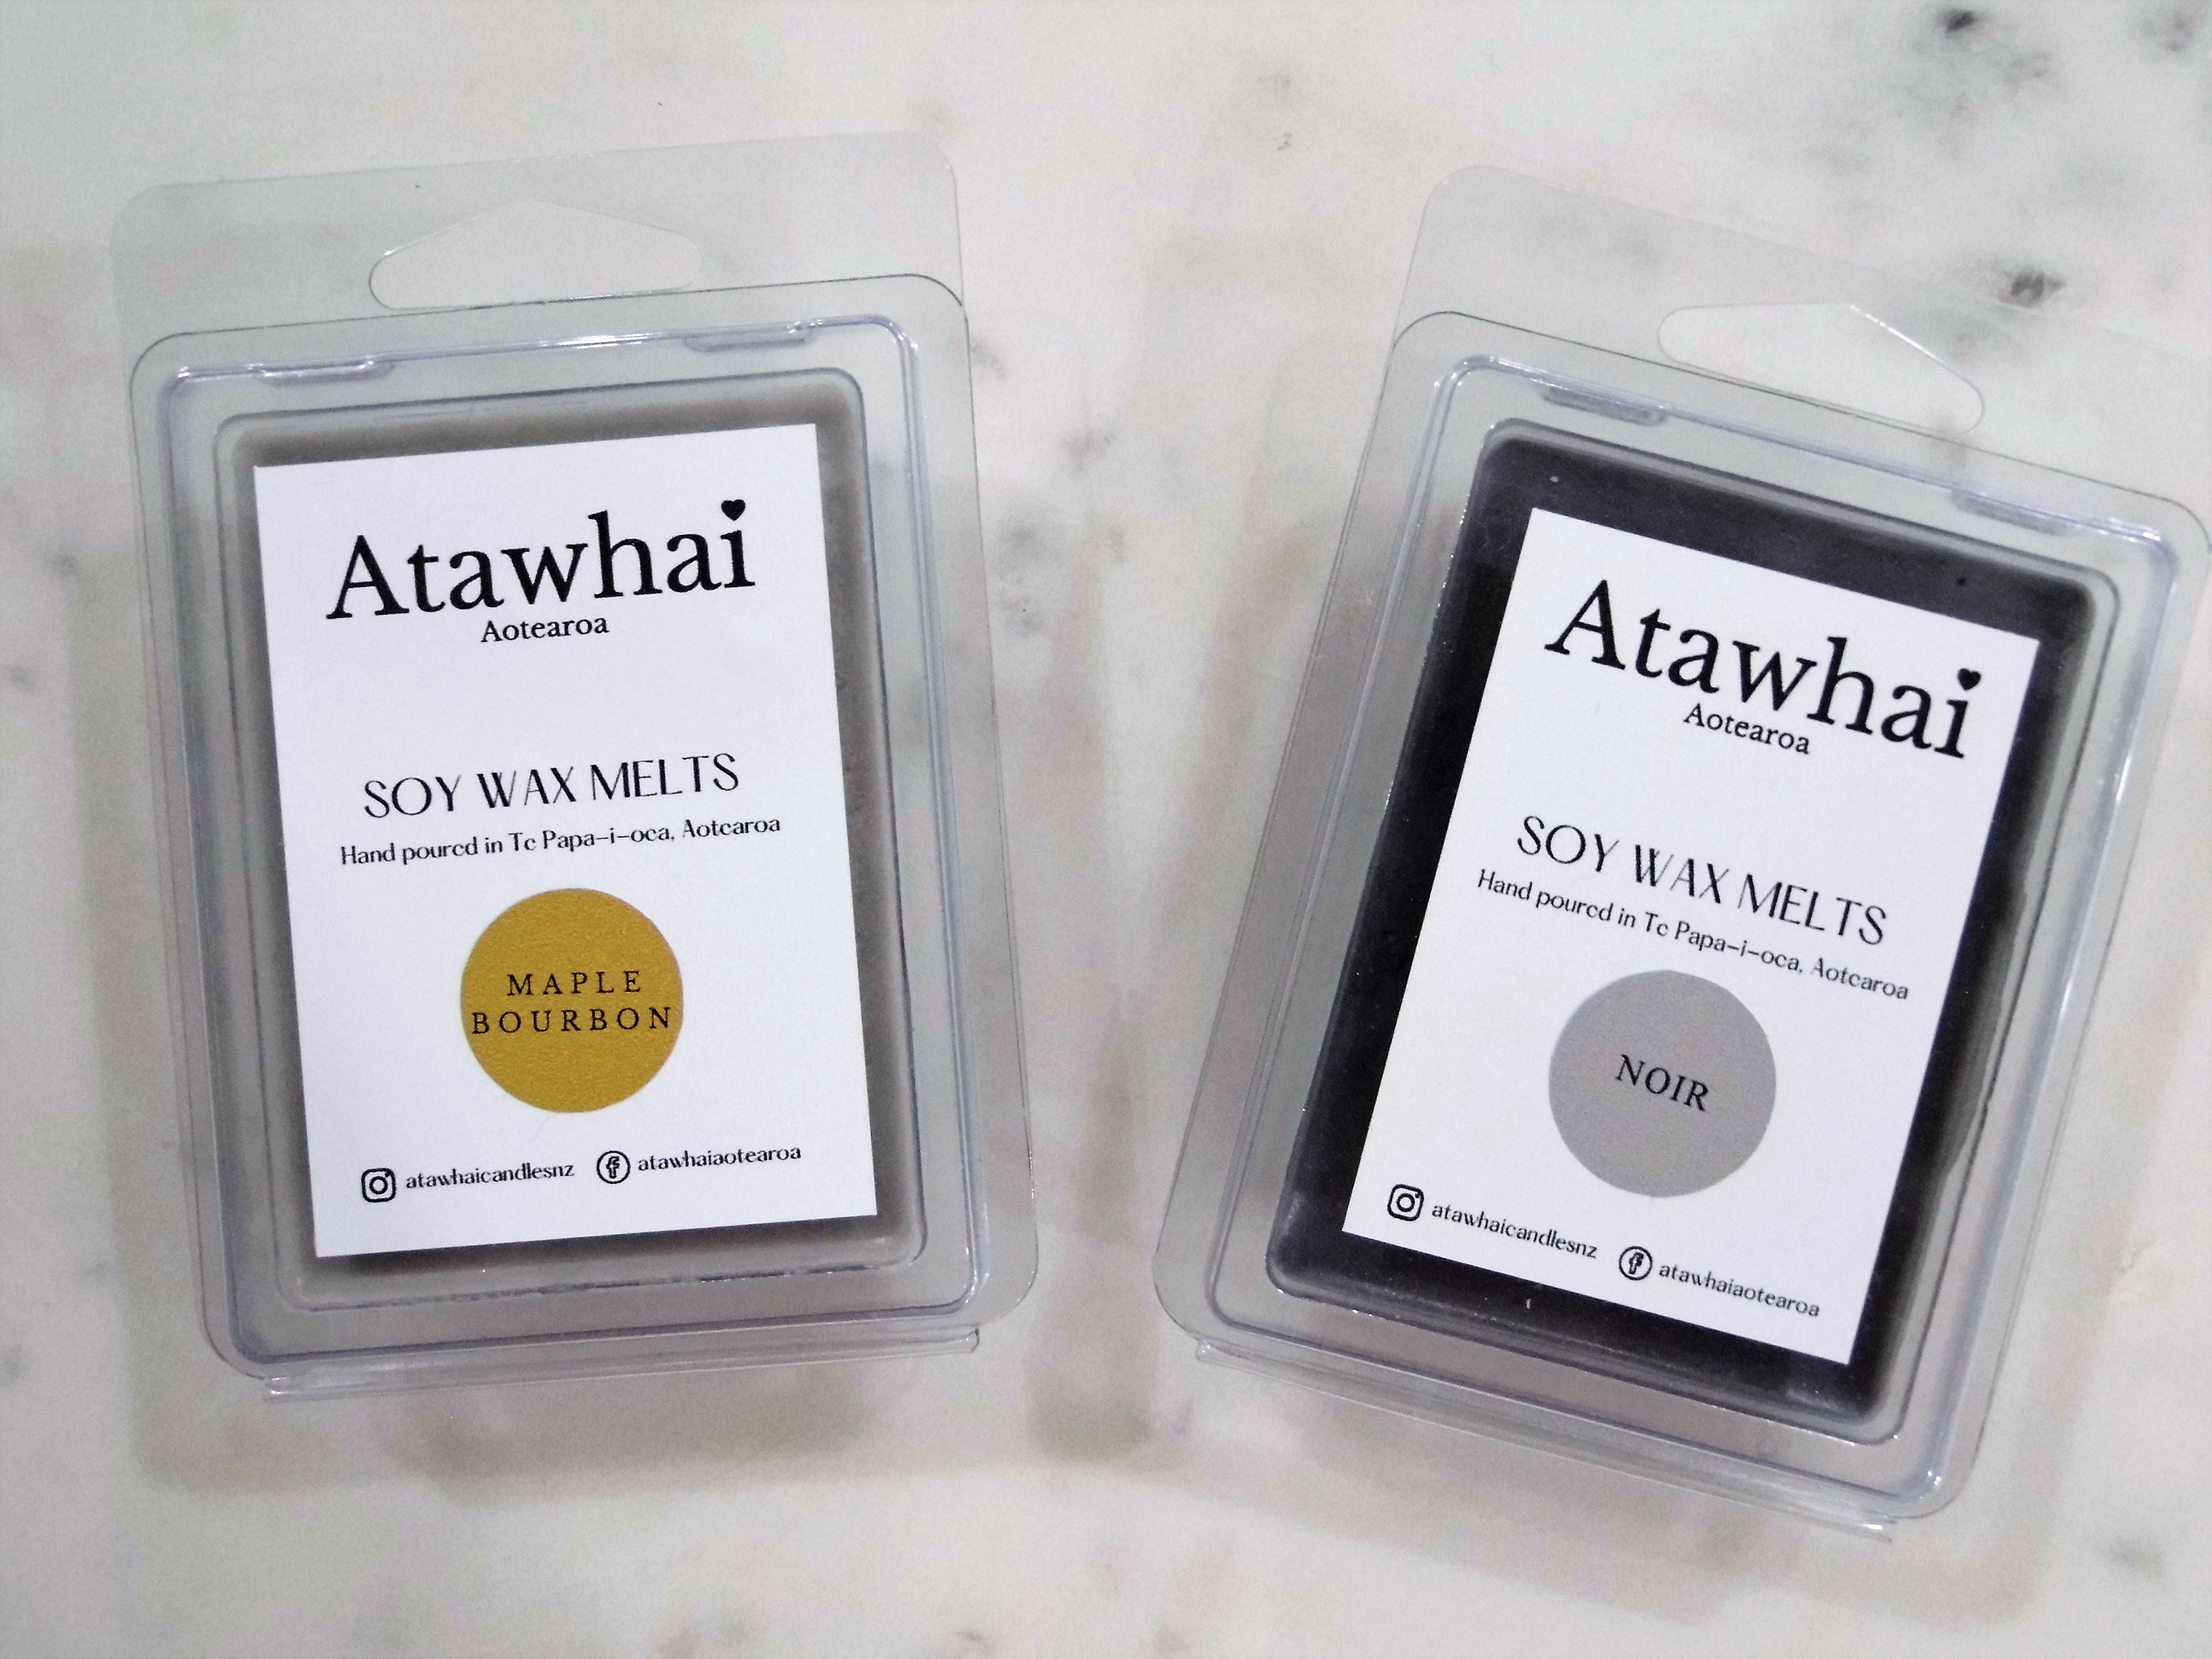 Atawhai
Aotearoa
SOY WAX MELTS
Hand poured in Te Papa-i-oea, Aotearoa
MAPLE
BOURBON
atawhaicandlesnz atawhaiaotearoa
Atawhai
Aotearoa
SOY WAX MELTS
Hand poured in Te Papa-i-oea, Aotearoa
NOIR
atawhaicandlesnz atawhaiaotearoa